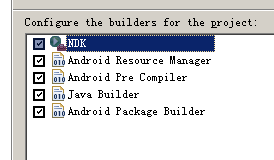 Configure the builders for the project:
NDK
Android Resource Manager
Android Pre Compiler
Java Builder
Android Package Builder